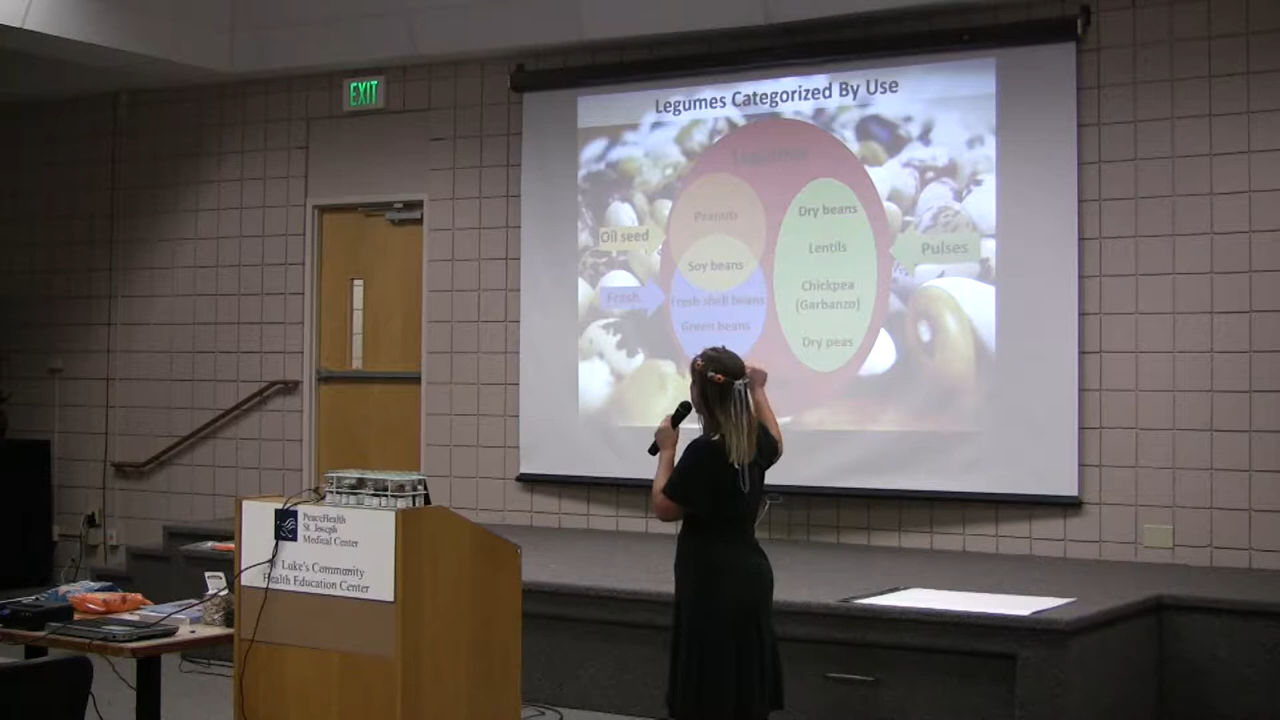 EXIT
Legumes Categorized By Use
Legumes
Peanuts
Oil seed
Soy beans
Fresh
Fresh shell beans
Green beans
Dry beans
Lentils
Chickpea
(Garbanzo)
Dry peas
Pulses
PeaceHealth
St. Joseph
Medical Center
Luke's Community
Health Education Center